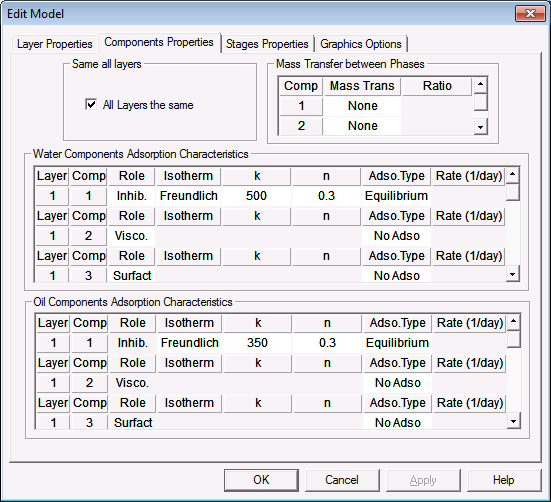 Edit Model
Layer Properties Components Properties Stages Properties Graphics Options
Same all layers
All Layers the same
Mass Transfer between Phases
Comp Mass Trans Ratio
1 None
2 None
Water Components Adsorption Characteristics
Layer Comp Role Isotherm k n Adso.Type Rate (1/day)
1 1 Inhib. Freundlich 500 0.3 Equilibrium
Layer Comp Role Isotherm k n Adso.Type Rate (1/day)
1 2 Visco. No Adso
Layer Comp Role Isotherm k n Adso.Type Rate (1/day)
1 3 Surfact No Adso
Oil Components Adsorption Characteristics
Layer Comp Role Isotherm k n Adso.Type Rate (1/day)
1 1 Inhib. Freundlich 350 0.3 Equilibrium
Layer Comp Role Isotherm k n Adso.Type Rate (1/day)
1 2 Visco. No Adso
Layer Comp Role Isotherm k n Adso.Type Rate (1/day)
1 3 Surfact No Adso
OK Cancel Apply Help